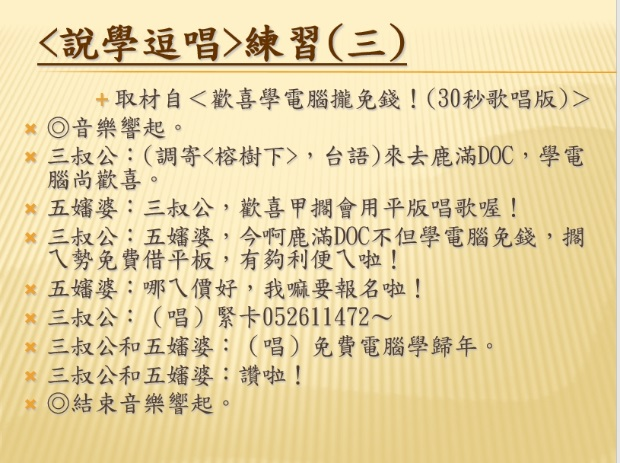 <說學逗唱>練習(三)
取材自＜歡喜學電腦攏免錢！(30秒歌唱版)＞
◎音樂響起。
三叔公：(調寄<榕樹下>，台語)來去鹿滿DOC，學電
腦尚歡喜。
五嬸婆：三叔公，歡喜甲擱會用平版唱歌喔！
三叔公：五嬸婆，今啊鹿滿DOC不但學電腦免錢，擱
ㄟ勢免費借平板，有夠利便ㄟ啦！
五嬸婆：哪ㄟ價好，我嘛要報名啦！
三叔公：（唱）緊卡052611472～
三叔公和五嬸婆：（唱）免費電腦學歸年。
三叔公和五嬸婆：讚啦！
◎結束音樂響起。